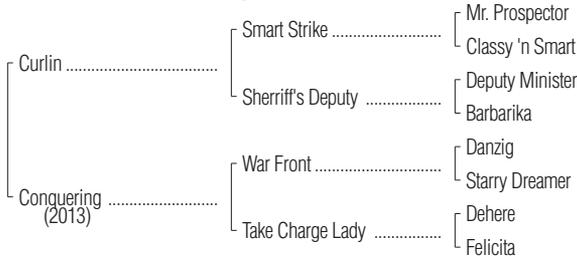 Mr. Prospector
Smart Strike ......................
Classy 'n Smart
Curlin ..............................
Deputy Minister
Sherriff's Deputy ...............
Barbarika
Danzig
War Front .........................
Starry Dreamer
Conquering ......................
(2013)
Dehere
Take Charge Lady .............
Felicita